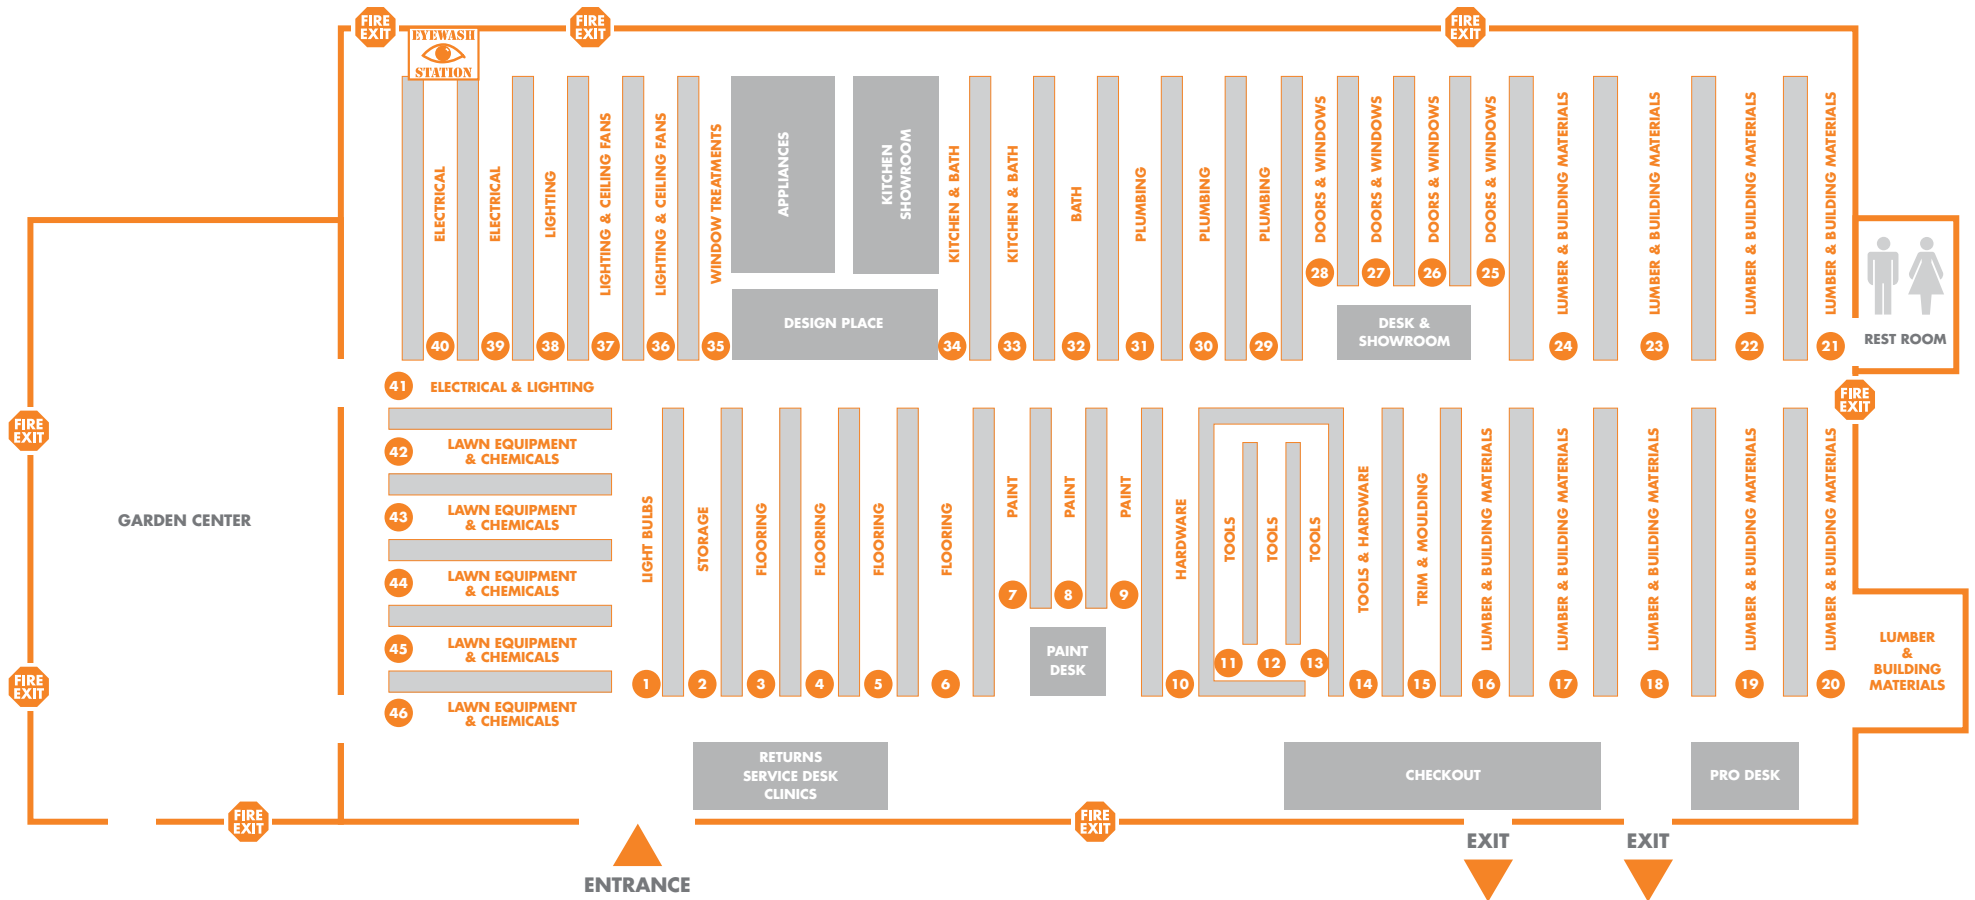 FIRE
EXIT
FIRE
EXIT
FIRE
EXIT
EYEWASH
STATION
ELECTRICAL
40
ELECTRICAL
39
LIGHTING
38
LIGHTING & CEILING FANS
37
LIGHTING & CEILING FANS
36
WINDOW TREATMENTS
35
APPLIANCES
KITCHEN
SHOWROOM
DESIGN PLACE
KITCHEN & BATH
34
KITCHEN & BATH
33
BATH
32
PLUMBING
31
PLUMBING
30
PLUMBING
29
DOORS & WINDOWS
28
DOORS & WINDOWS
27
DOORS & WINDOWS
26
DOORS & WINDOWS
25
DESK &
SHOWROOM
LUMBER & BUILDING MATERIALS
24
LUMBER & BUILDING MATERIALS
23
LUMBER & BUILDING MATERIALS
22
LUMBER & BUILDING MATERIALS
21
REST ROOM
FIRE
EXIT
FIRE
EXIT
GARDEN CENTER
FIRE
EXIT
41
ELECTRICAL & LIGHTING
42
LAWN EQUIPMENT
& CHEMICALS
43
LAWN EQUIPMENT
& CHEMICALS
44
LAWN EQUIPMENT
& CHEMICALS
45
LAWN EQUIPMENT
& CHEMICALS
46
LAWN EQUIPMENT
& CHEMICALS
LIGHT BULBS
1
STORAGE
2
FLOORING
3
FLOORING
4
FLOORING
5
FLOORING
6
PAINT
7
PAINT
8
PAINT
9
PAINT
DESK
HARDWARE
10
TOOLS
11
TOOLS
12
TOOLS
13
TOOLS & HARDWARE
14
TRIM & MOULDING
15
LUMBER & BUILDING MATERIALS
16
LUMBER & BUILDING MATERIALS
17
LUMBER & BUILDING MATERIALS
18
LUMBER & BUILDING MATERIALS
19
LUMBER & BUILDING MATERIALS
20
LUMBER
&
BUILDING
MATERIALS
RETURNS
SERVICE DESK
CLINICS
CHECKOUT
PRO DESK
FIRE
EXIT
FIRE
EXIT
ENTRANCE
EXIT
EXIT